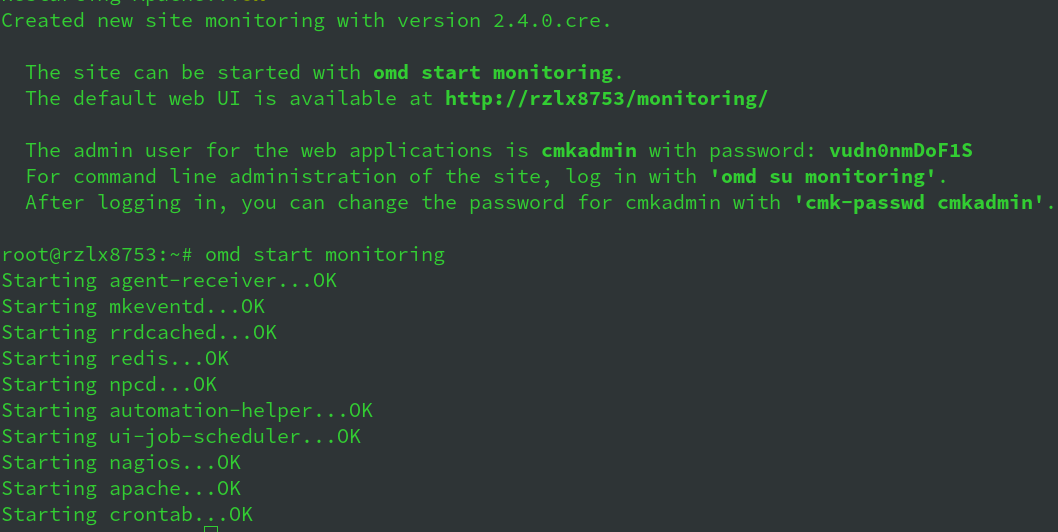 Created new site monitoring with version 2.4.0.cre.
The site can be started with omd start monitoring.
The default web UI is available at http://rzlx8753/monitoring/
The admin user for the web applications is cmkadmin with password: vudn0nmDoF1S
For command line administration of the site, log in with 'omd su monitoring'.
After logging in, you can change the password for cmkadmin with 'cmk-passwd cmkadmin'.
root@rzlx8753:~# omd start monitoring
Starting agent-receiver...OK
Starting mkeventd...OK
Starting rrdcached...OK
Starting redis...OK
Starting npcd...OK
Starting automation-helper...OK
Starting ui-job-scheduler...OK
Starting nagios...OK
Starting apache...OK
Starting crontab...OK